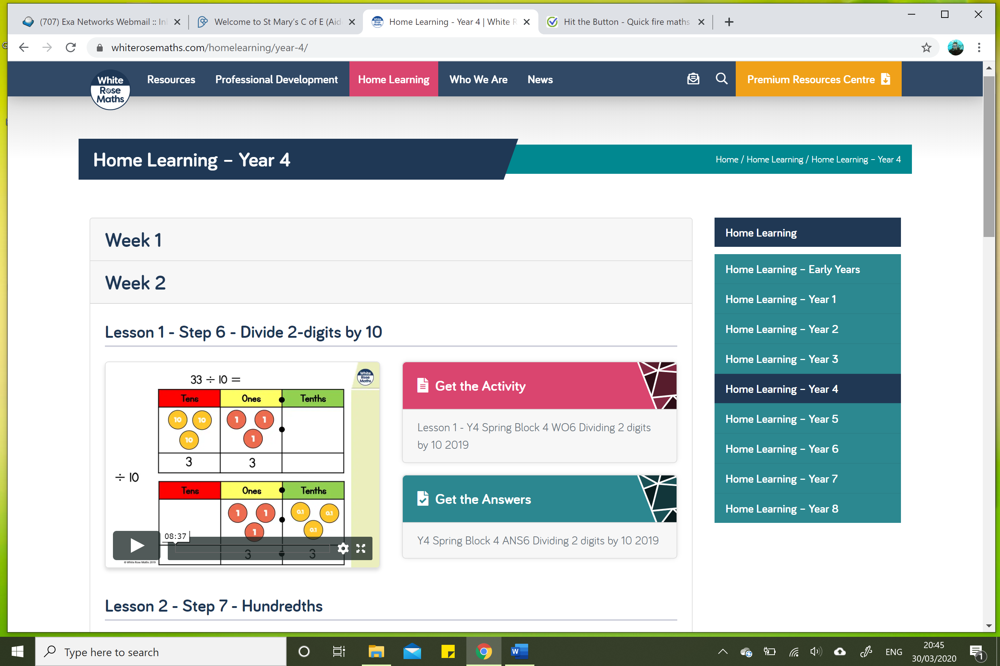 (707) Exa Networks Webmail :: In
Welcome to St Mary's C of E (Aid
Home Learning - Year 4 | White R
Hit the Button - Quick fire maths
whiterosemaths.com/homelearning/year-4/
White
Rose
Maths
Resources
Professional Development
Home Learning
Who We Are
News
Premium Resources Centre
Home Learning – Year 4
Home / Home Learning / Home Learning – Year 4
Week 1
Week 2
Lesson 1 - Step 6 - Divide 2-digits by 10
33 ÷ 10 =
White
Rose
Maths
Tens Ones Tenths
10 10 1 1
10 1
3 3
÷ 10
Tens Ones Tenths
1 1 0.1 0.1
1 0.1
08:37
3 3
© White Rose Maths 2019
Get the Activity
Lesson 1 - Y4 Spring Block 4 WO6 Dividing 2 digits
by 10 2019
Get the Answers
Y4 Spring Block 4 ANS6 Dividing 2 digits by 10 2019
Lesson 2 - Step 7 - Hundredths
Home Learning
Home Learning – Early Years
Home Learning – Year 1
Home Learning – Year 2
Home Learning – Year 3
Home Learning – Year 4
Home Learning – Year 5
Home Learning – Year 6
Home Learning – Year 7
Home Learning – Year 8
Type here to search
W
ENG
20:45
30/03/2020
1